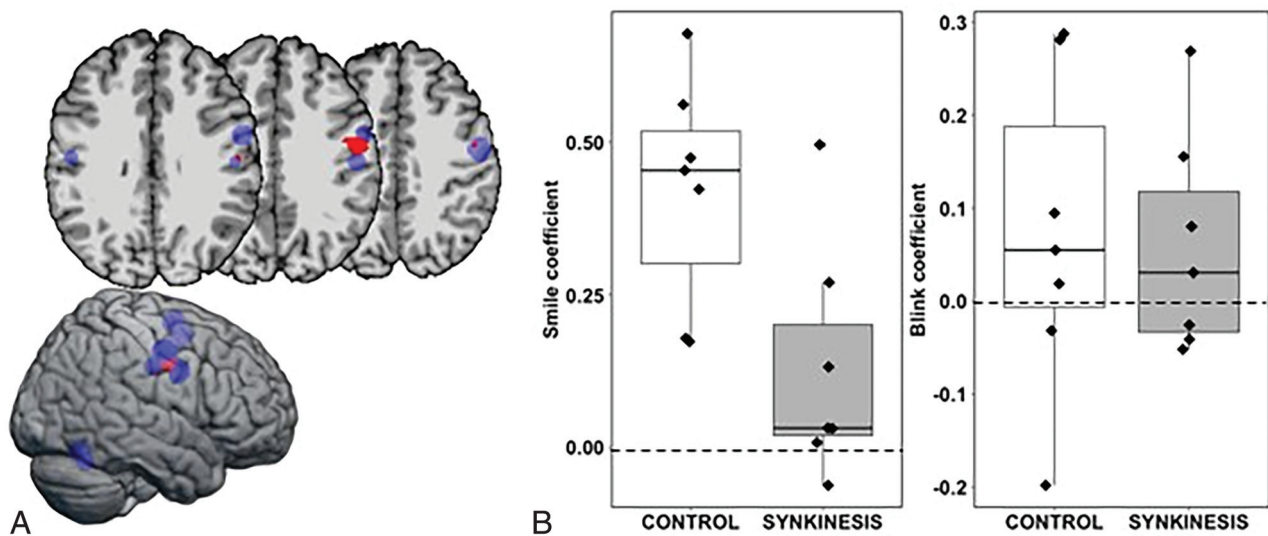 A
B
Smile coefficient
0.50
0.25
0.00
CONTROL SYNKINESIS
Blink coefficient
0.3
0.2
0.1
0.0
-0.1
-0.2
CONTROL SYNKINESIS